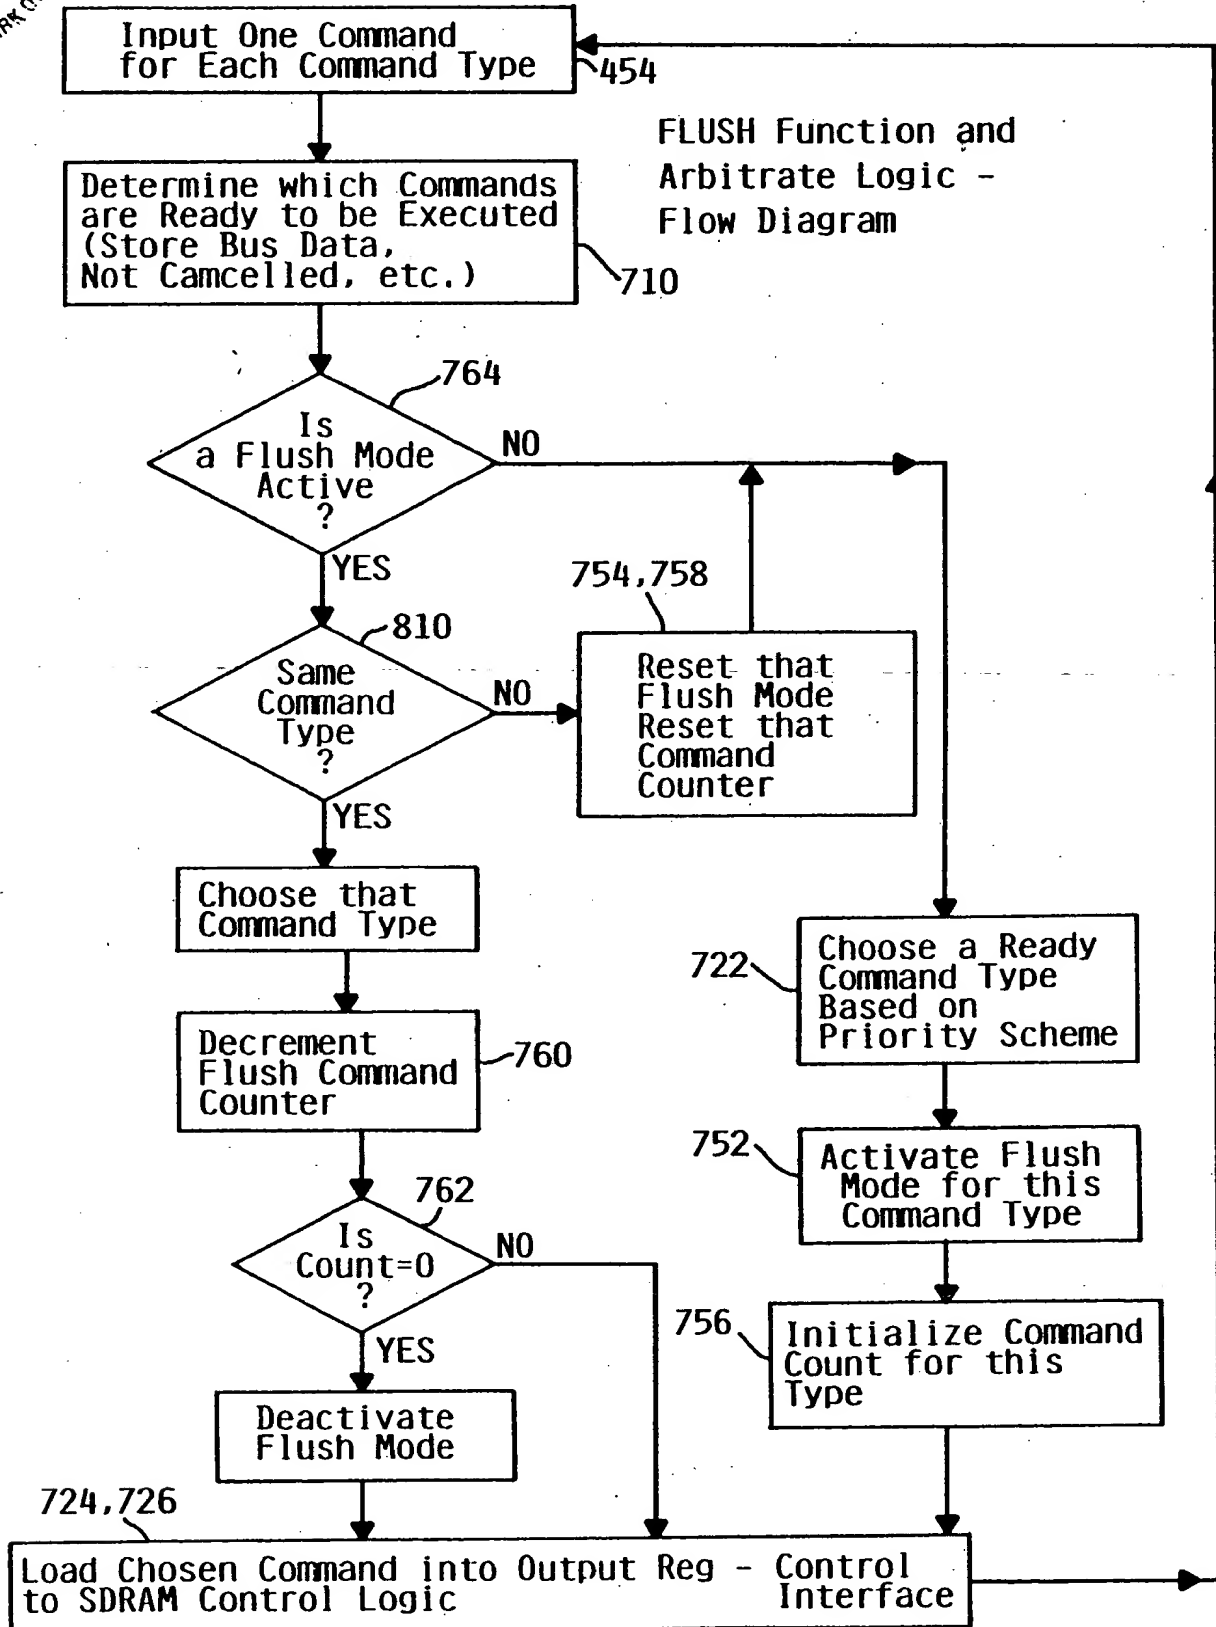 Input One Command
for Each Command Type
454
FLUSH Function and
Arbitrate Logic -
Flow Diagram
Determine which Commands
are Ready to be Executed
(Store Bus Data,
Not Camcelled, etc.)
710
764
Is
a Flush Mode
Active
?
NO
YES
754,758
810
Same
Command
Type
?
NO
Reset that
Flush Mode
Reset that
Command
Counter
YES
Choose that
Command Type
722
Choose a Ready
Command Type
Based on
Priority Scheme
Decrement
Flush Command
Counter
760
752
Activate Flush
Mode for this
Command Type
762
Is
Count=0
?
NO
YES
756
Initialize Command
Count for this
Type
Deactivate
Flush Mode
724,726
Load Chosen Command into Output Reg - Control
to SDRAM Control Logic Interface